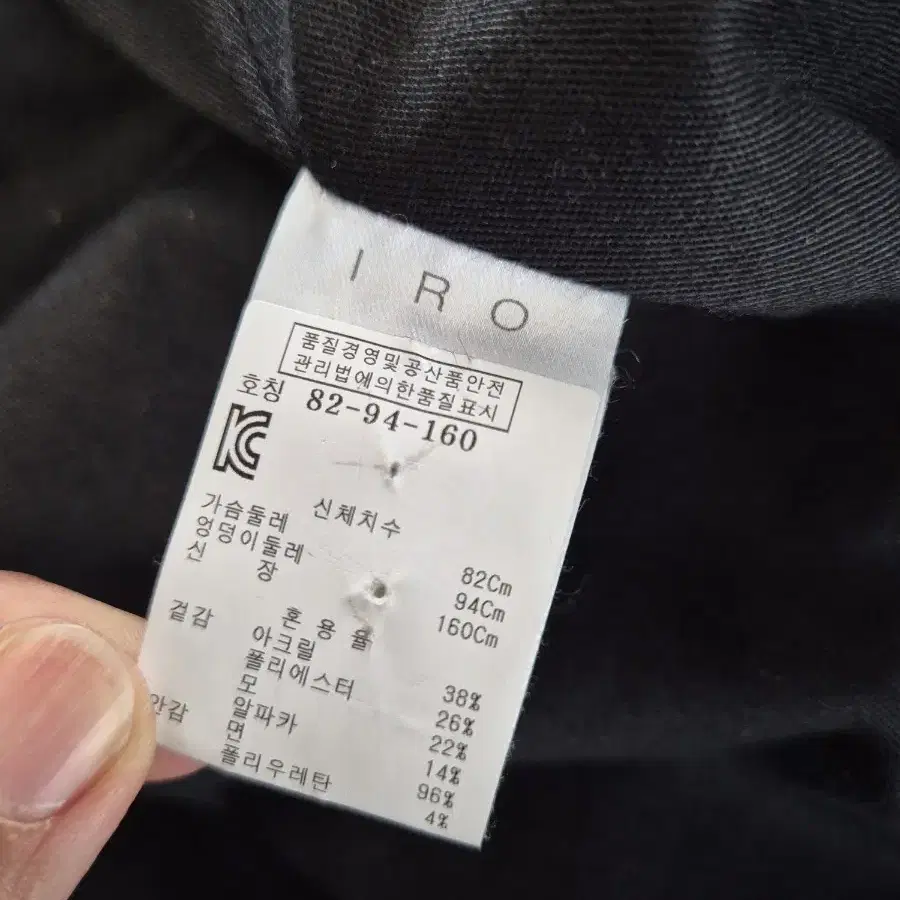 IRO
품질경영및공산품안전
관리법에의한품질표시
호칭 82-94-160
신체치수
가슴둘레 82Cm
엉덩이둘레 94Cm
신 장 160Cm
혼 용 율
겉감 아크릴 38%
폴리에스터 26%
모 22%
알파카 14%
안감 면 96%
폴리우레탄 4%